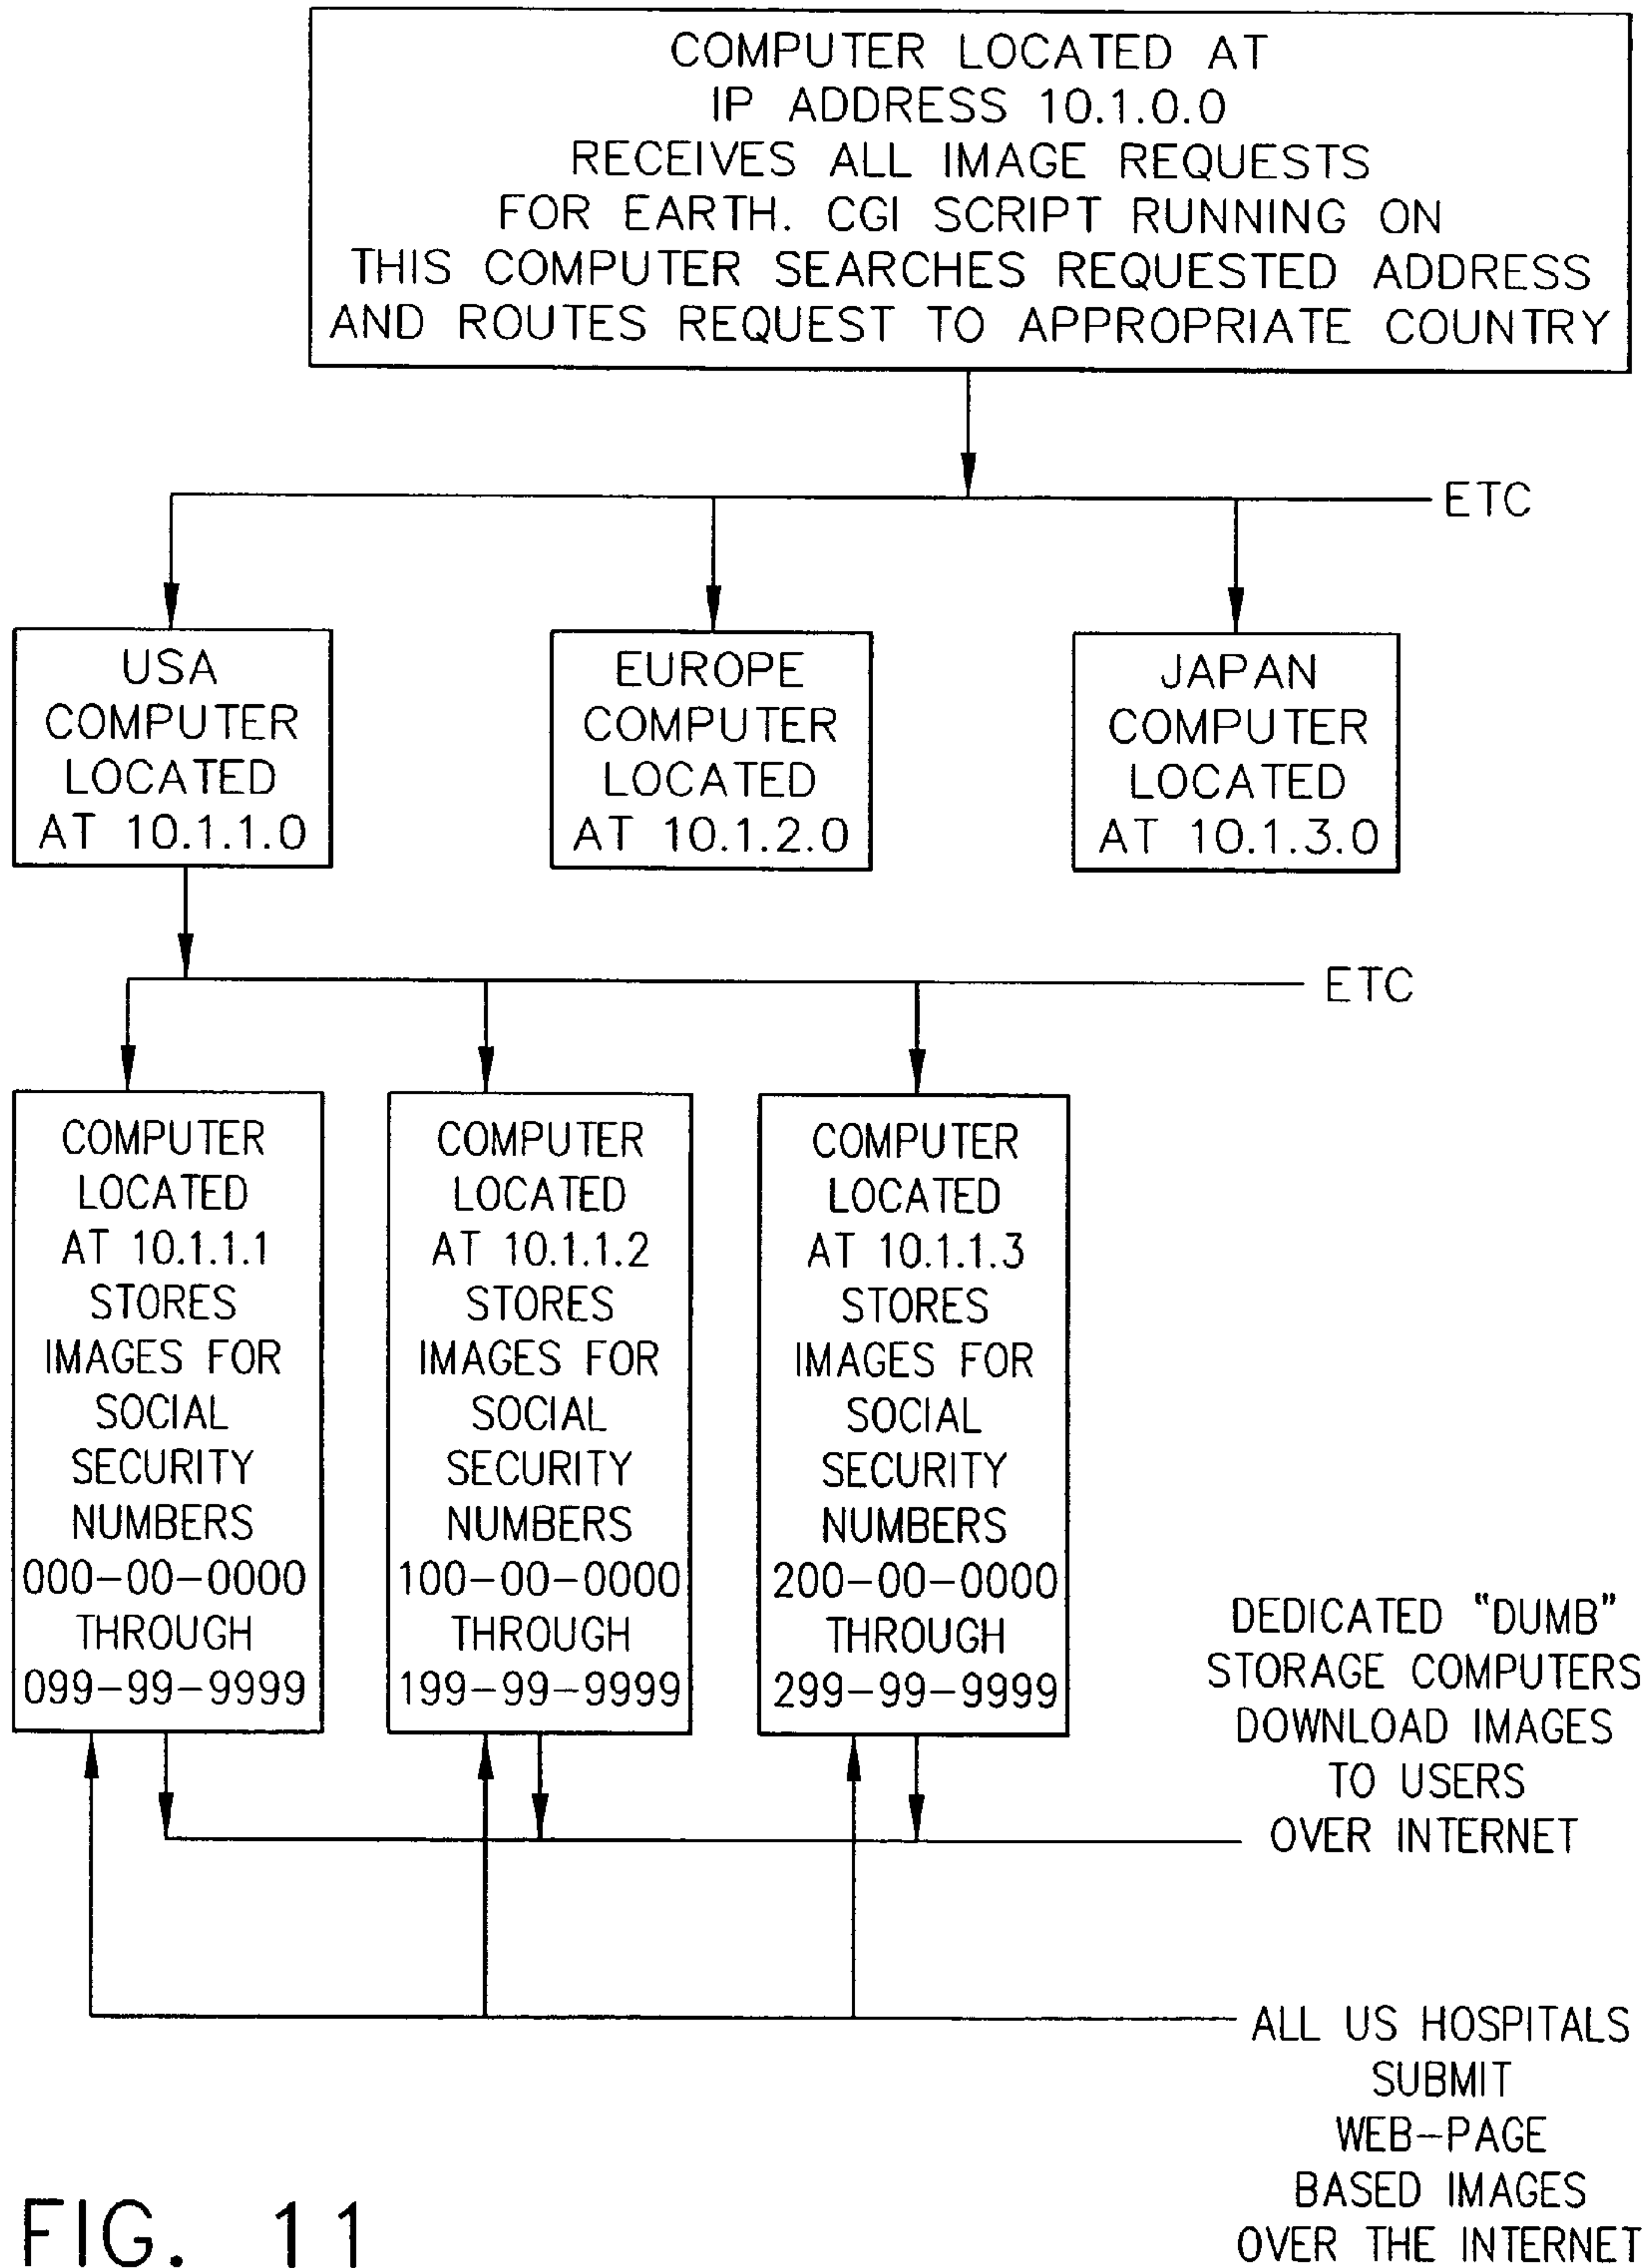 COMPUTER LOCATED AT
IP ADDRESS 10.1.0.0
RECEIVES ALL IMAGE REQUESTS
FOR EARTH. CGI SCRIPT RUNNING ON
THIS COMPUTER SEARCHES REQUESTED ADDRESS
AND ROUTES REQUEST TO APPROPRIATE COUNTRY
ETC
USA
COMPUTER
LOCATED
AT 10.1.1.0
EUROPE
COMPUTER
LOCATED
AT 10.1.2.0
JAPAN
COMPUTER
LOCATED
AT 10.1.3.0
ETC
COMPUTER
LOCATED
AT 10.1.1.1
STORES
IMAGES FOR
SOCIAL
SECURITY
NUMBERS
000-00-0000
THROUGH
099-99-9999
COMPUTER
LOCATED
AT 10.1.1.2
STORES
IMAGES FOR
SOCIAL
SECURITY
NUMBERS
100-00-0000
THROUGH
199-99-9999
COMPUTER
LOCATED
AT 10.1.1.3
STORES
IMAGES FOR
SOCIAL
SECURITY
NUMBERS
200-00-0000
THROUGH
299-99-9999
DEDICATED "DUMB"
STORAGE COMPUTERS
DOWNLOAD IMAGES
TO USERS
OVER INTERNET
ALL US HOSPITALS
SUBMIT
WEB-PAGE
BASED IMAGES
OVER THE INTERNET
FIG. 11